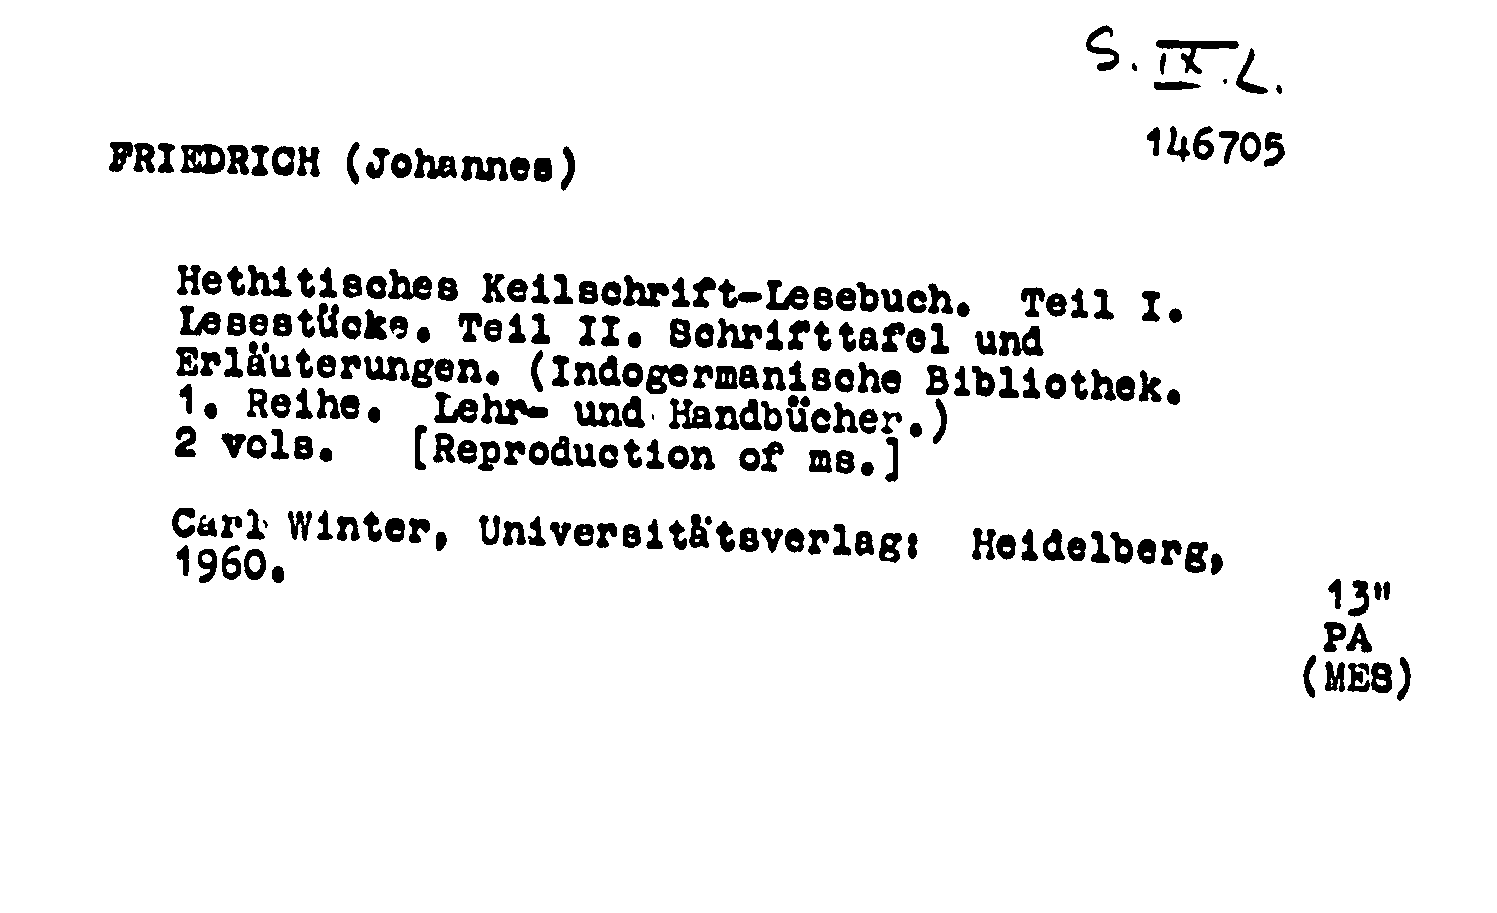 S. IX. L.
146705
FRIEDRICH (Johannes)
Hethitisches Keilschrift-Lesebuch. Teil I.
Lesestücke. Teil II. Schrifttafel und
Erläuterungen. (Indogermanische Bibliothek.
1. Reihe. Lehr- und Handbücher.)
2 vols. [Reproduction of ms.]
Carl Winter, Universitätsverlag: Heidelberg,
1960.
13"
PA
(MES)